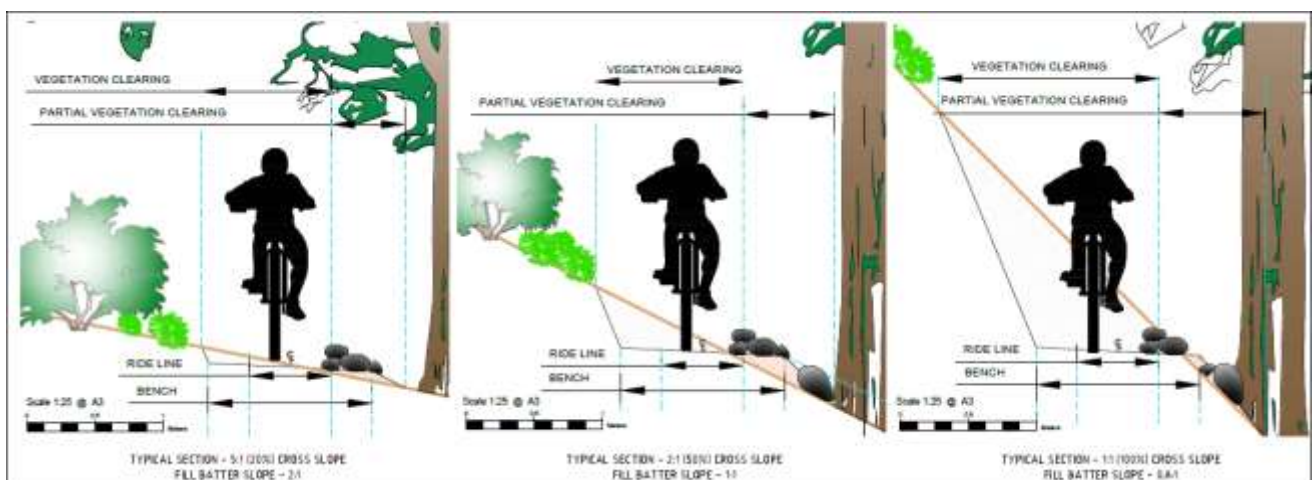 VEGETATION CLEARING
PARTIAL VEGETATION CLEARING
RIDE LINE
BENCH
Scale 1:25 @ A3
TYPICAL SECTION - 5:1 (20%) CROSS SLOPE
FILL BATTER SLOPE - 2:1
VEGETATION CLEARING
PARTIAL VEGETATION CLEARING
RIDE LINE
BENCH
Scale 1:25 @ A3
TYPICAL SECTION - 2:1 (50%) CROSS SLOPE
FILL BATTER SLOPE - 1:1
VEGETATION CLEARING
PARTIAL VEGETATION CLEARING
RIDE LINE
BENCH
Scale 1:25 @ A3
TYPICAL SECTION - 1:1 (100%) CROSS SLOPE
FILL BATTER SLOPE -